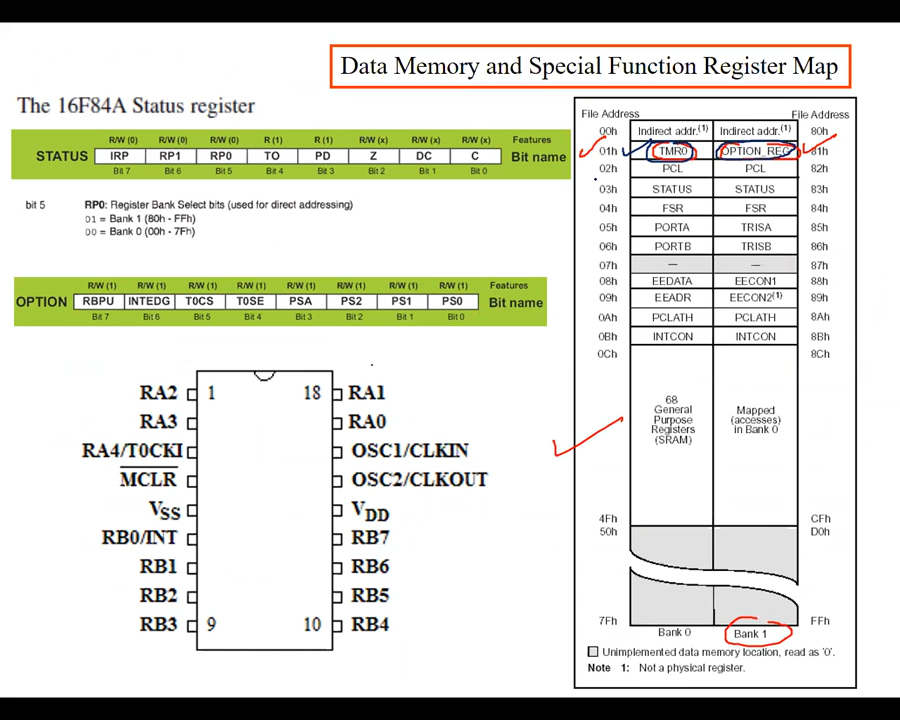 Data Memory and Special Function Register Map
The 16F84A Status register
R/W (0) R/W (0) R/W (0) R (1) R (1) R/W (x) R/W (x) R/W (x) Features
STATUS IRP RP1 RP0 TO PD Z DC C Bit name
Bit 7 Bit 6 Bit 5 Bit 4 Bit 3 Bit 2 Bit 1 Bit 0
bit 5 RP0: Register Bank Select bits (used for direct addressing)
01 = Bank 1 (80h - FFh)
00 = Bank 0 (00h - 7Fh)
R/W (1) R/W (1) R/W (1) R/W (1) R/W (1) R/W (1) R/W (1) R/W (1) Features
OPTION RBPU INTEDG T0CS T0SE PSA PS2 PS1 PS0 Bit name
Bit 7 Bit 6 Bit 5 Bit 4 Bit 3 Bit 2 Bit 1 Bit 0
RA2 1 18 RA1
RA3 RA0
RA4/T0CKI OSC1/CLKIN
MCLR OSC2/CLKOUT
VSS VDD
RB0/INT RB7
RB1 RB6
RB2 RB5
RB3 9 10 RB4
File Address File Address
00h Indirect addr.(1) Indirect addr.(1) 80h
01h TMR0 OPTION_REG 81h
02h PCL PCL 82h
03h STATUS STATUS 83h
04h FSR FSR 84h
05h PORTA TRISA 85h
06h PORTB TRISB 86h
07h — — 87h
08h EEDATA EECON1 88h
09h EEADR EECON2(1) 89h
0Ah PCLATH PCLATH 8Ah
0Bh INTCON INTCON 8Bh
0Ch 8Ch
68
General
Purpose
Registers
(SRAM)
Mapped
(accesses)
in Bank 0
4Fh CFh
50h D0h
7Fh FFh
Bank 0 Bank 1
Unimplemented data memory location, read as '0'.
Note 1: Not a physical register.